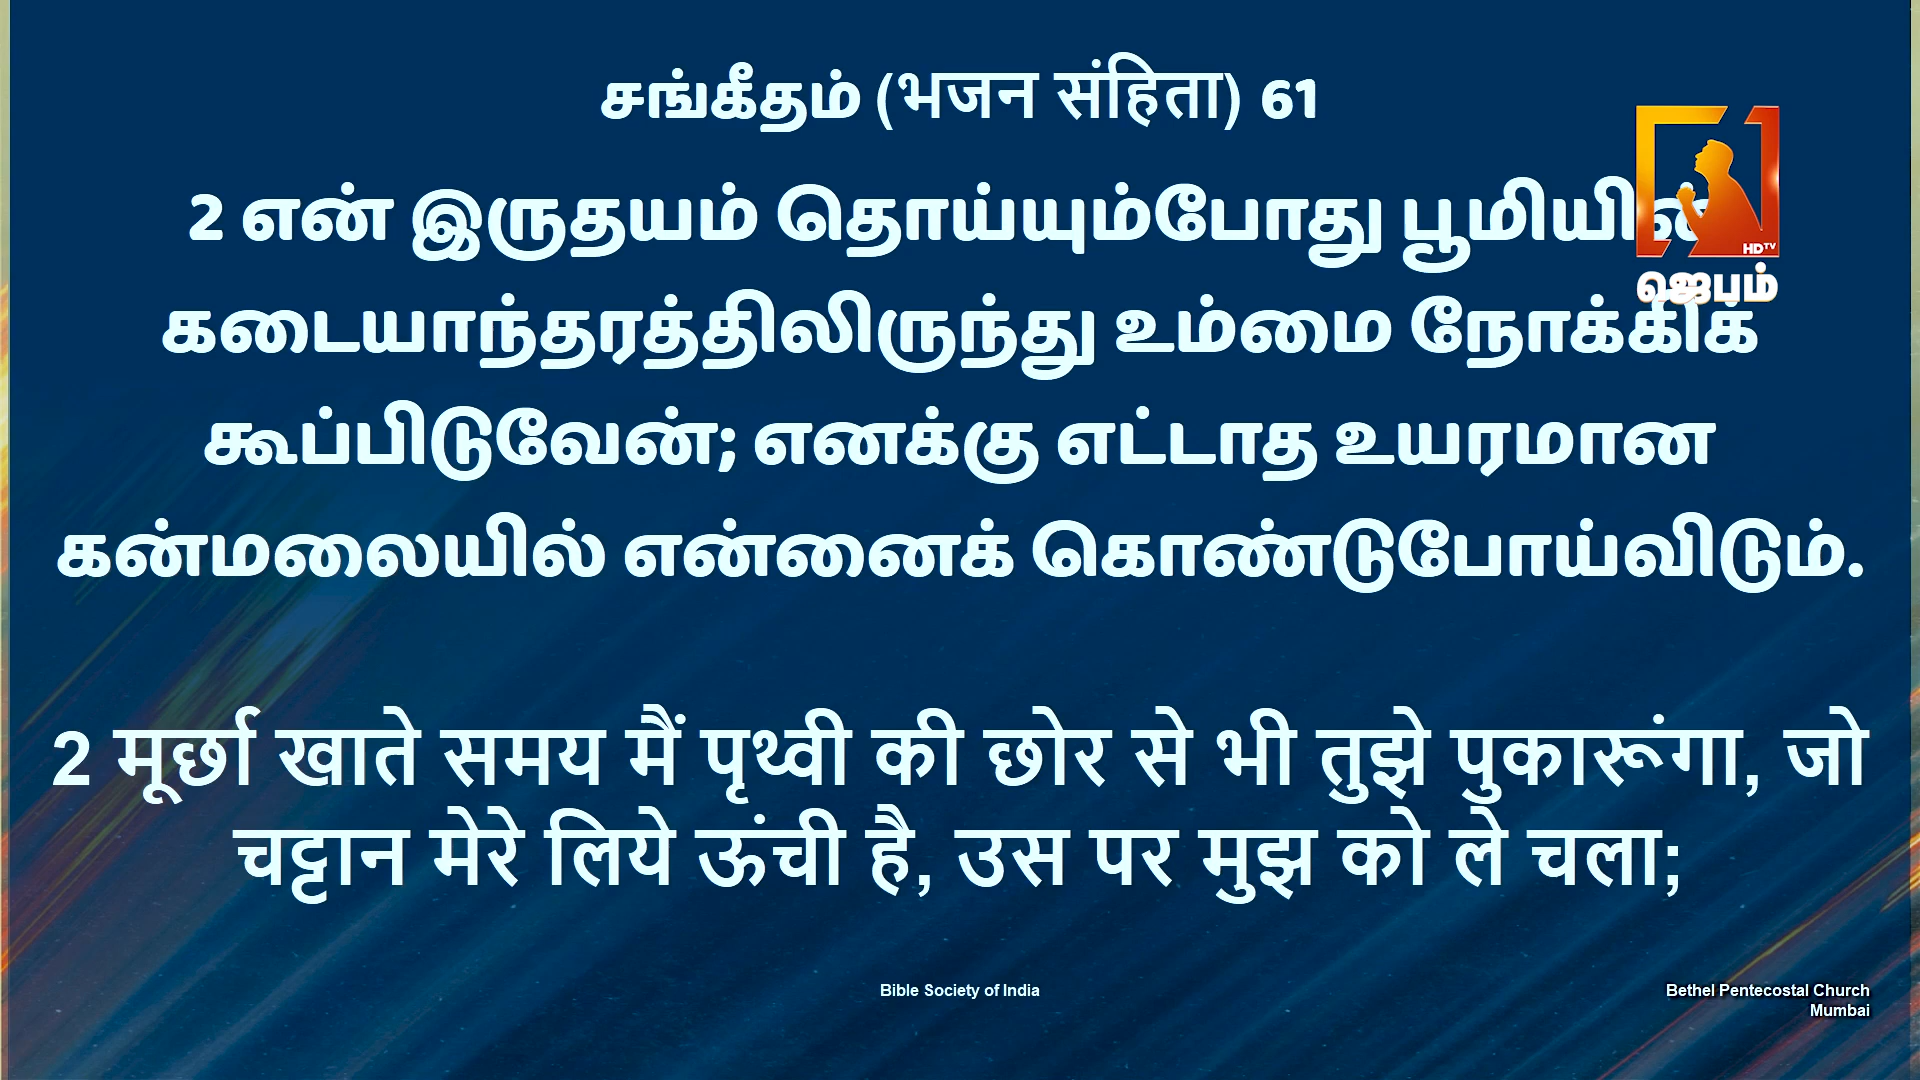 சங்கீதம் (भजन संहिता) 61
2 என் இருதயம் தொய்யும்போது பூமியின்
கடையாந்தரத்திலிருந்து உம்மை நோக்கிக்
கூப்பிடுவேன்; எனக்கு எட்டாத உயரமான
கன்மலையில் என்னைக் கொண்டுபோய்விடும்.
HDTV
ஜெபம்
2 मूर्छा खाते समय मैं पृथ्वी की छोर से भी तुझे पुकारूंगा, जो
चट्टान मेरे लिये ऊंची है, उस पर मुझ को ले चला;
Bible Society of India
Bethel Pentecostal Church
Mumbai